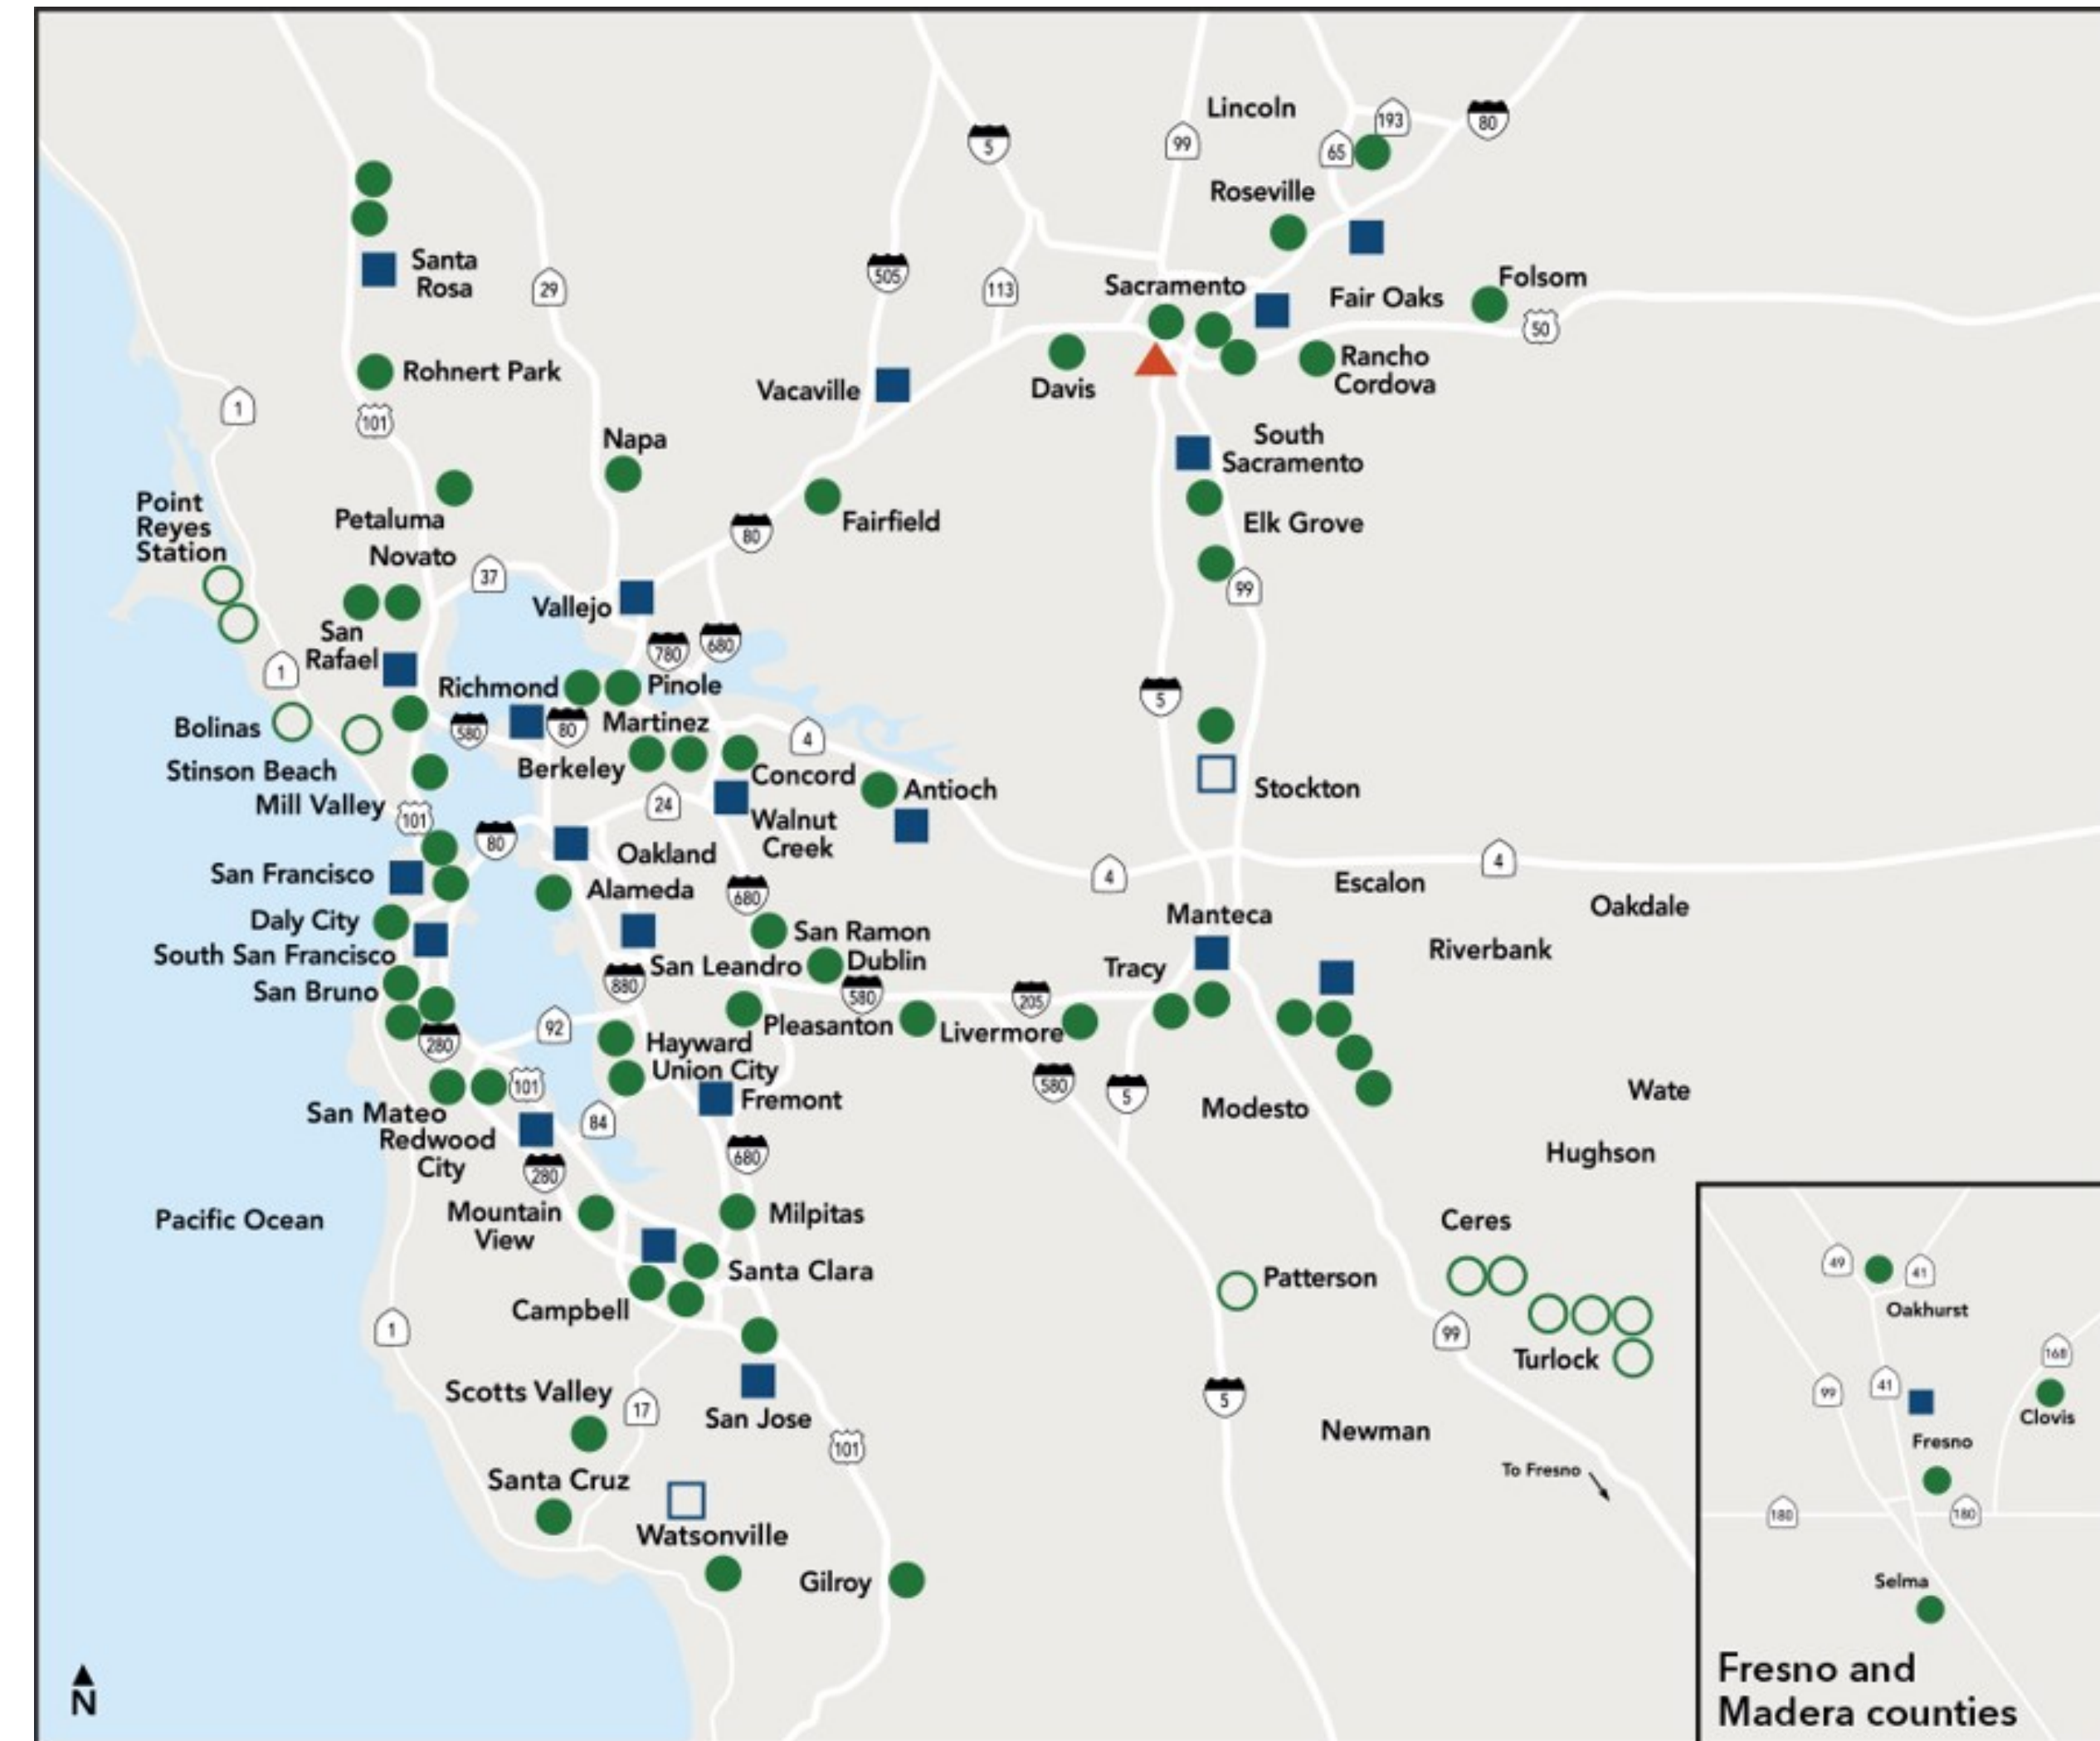 Lincoln
193
80
5
99
65
Roseville
Santa
Rosa
29
505
113
Sacramento
Fair Oaks
Folsom
50
Rohnert Park
Vacaville
Davis
Rancho
Cordova
1
101
Napa
South
Sacramento
Point
Reyes
Station
Petaluma
Novato
80
Fairfield
Elk Grove
37
99
Vallejo
San
Rafael
1
780
680
Richmond
Pinole
5
Bolinas
580
80
Martinez
4
Stinson Beach
Berkeley
Concord
Antioch
Stockton
Mill Valley
101
24
Walnut
Creek
80
Oakland
San Francisco
Alameda
680
4
4
Escalon
Oakdale
Daly City
San Ramon
Manteca
South San Francisco
San Leandro
Dublin
Tracy
Riverbank
San Bruno
880
580
205
280
92
Pleasanton
Livermore
Hayward
Union City
101
580
5
Wate
San Mateo
Fremont
Modesto
Redwood
City
84
680
Hughson
280
Pacific Ocean
Mountain
View
Milpitas
Ceres
Santa Clara
Patterson
Campbell
1
99
Turlock
Scotts Valley
17
San Jose
5
Newman
101
To Fresno
Santa Cruz
Watsonville
Gilroy
N
49
41
Oakhurst
168
99
41
Clovis
Fresno
180
180
Selma
Fresno and
Madera counties